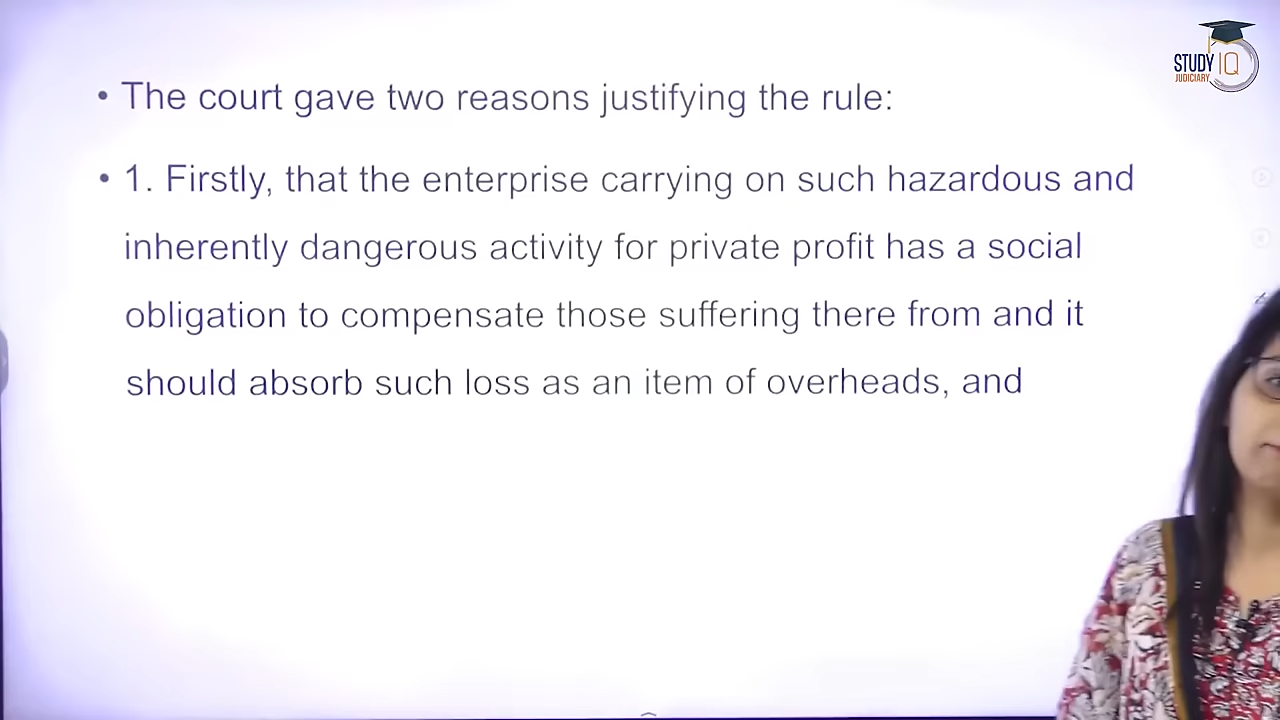 STUDY IQ
JUDICIARY
• The court gave two reasons justifying the rule:
• 1. Firstly, that the enterprise carrying on such hazardous and
inherently dangerous activity for private profit has a social
obligation to compensate those suffering there from and it
should absorb such loss as an item of overheads, and